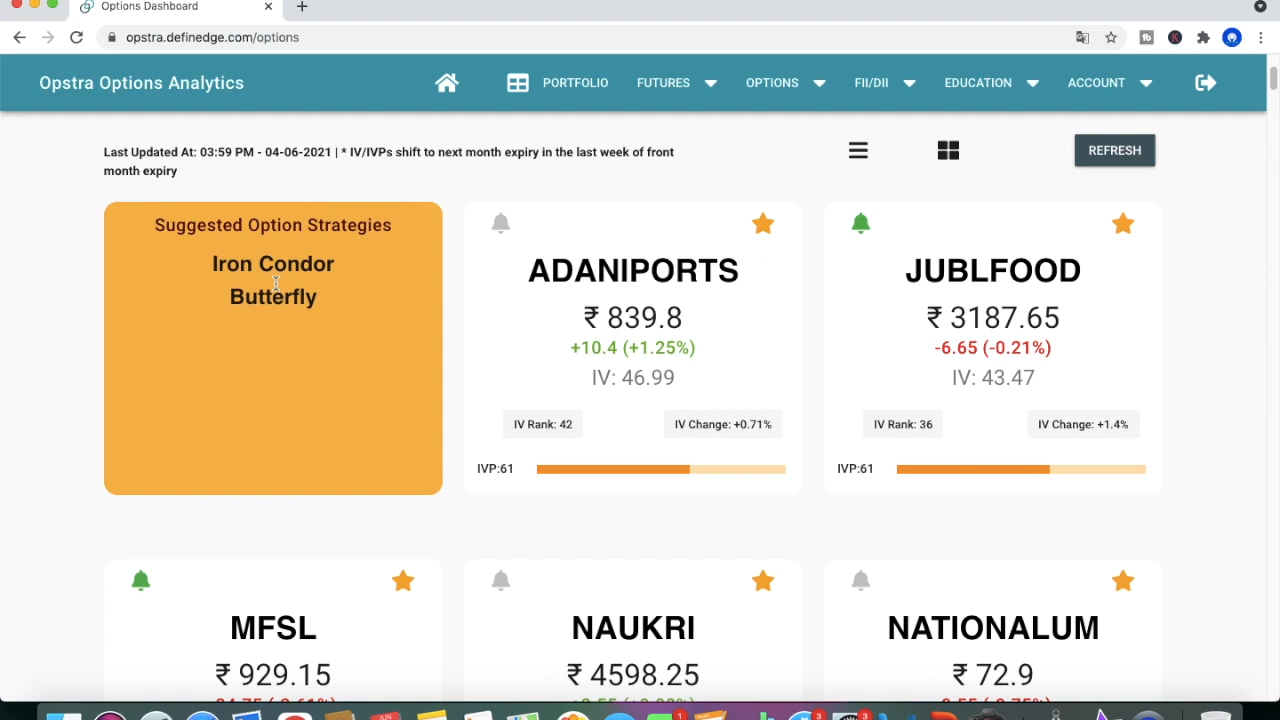 Options Dashboard
opstra.definedge.com/options
Opstra Options Analytics
PORTFOLIO
FUTURES
OPTIONS
FII/DII
EDUCATION
ACCOUNT
Last Updated At: 03:59 PM - 04-06-2021 | * IV/IVPs shift to next month expiry in the last week of front
month expiry
REFRESH
Suggested Option Strategies
Iron Condor
Butterfly
ADANIPORTS
₹ 839.8
+10.4 (+1.25%)
IV: 46.99
IV Rank: 42
IV Change: +0.71%
IVP:61
JUBLFOOD
₹ 3187.65
-6.65 (-0.21%)
IV: 43.47
IV Rank: 36
IV Change: +1.4%
IVP:61
MFSL
₹ 929.15
NAUKRI
₹ 4598.25
NATIONALUM
₹ 72.9